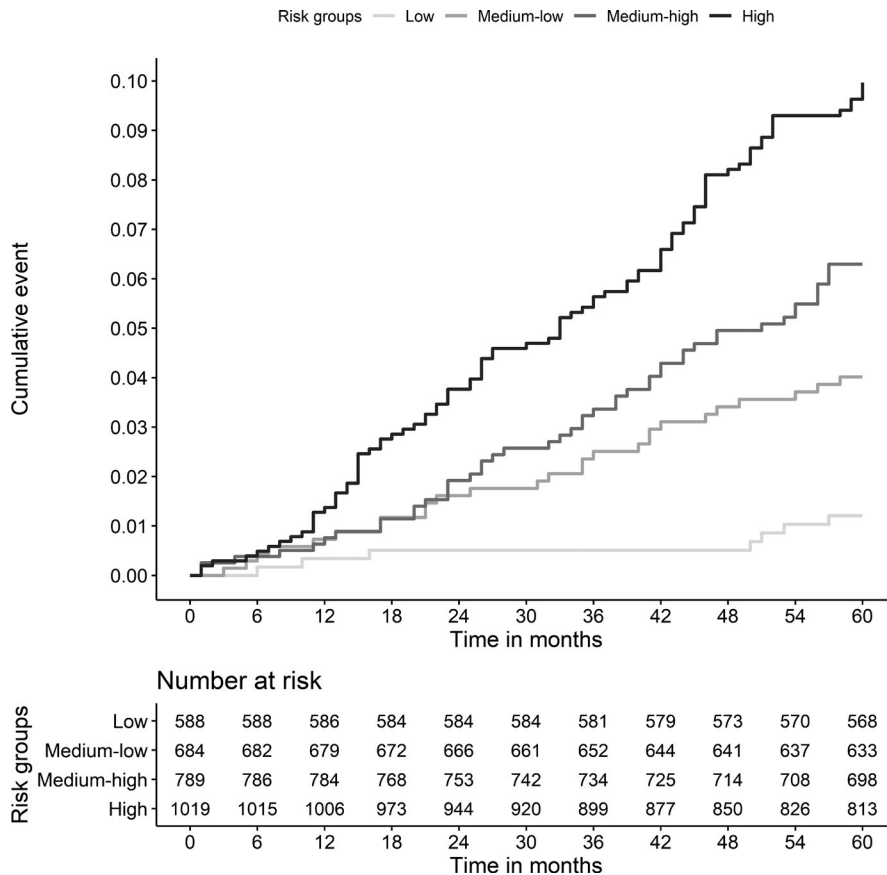 Risk groups Low Medium-low Medium-high High
Cumulative event
0.10
0.09
0.08
0.07
0.06
0.05
0.04
0.03
0.02
0.01
0.00
0 6 12 18 24 30 36 42 48 54 60
Time in months
Number at risk
Risk groups
Low 588 588 586 584 584 584 581 579 573 570 568
Medium-low 684 682 679 672 666 661 652 644 641 637 633
Medium-high 789 786 784 768 753 742 734 725 714 708 698
High 1019 1015 1006 973 944 920 899 877 850 826 813
0 6 12 18 24 30 36 42 48 54 60
Time in months